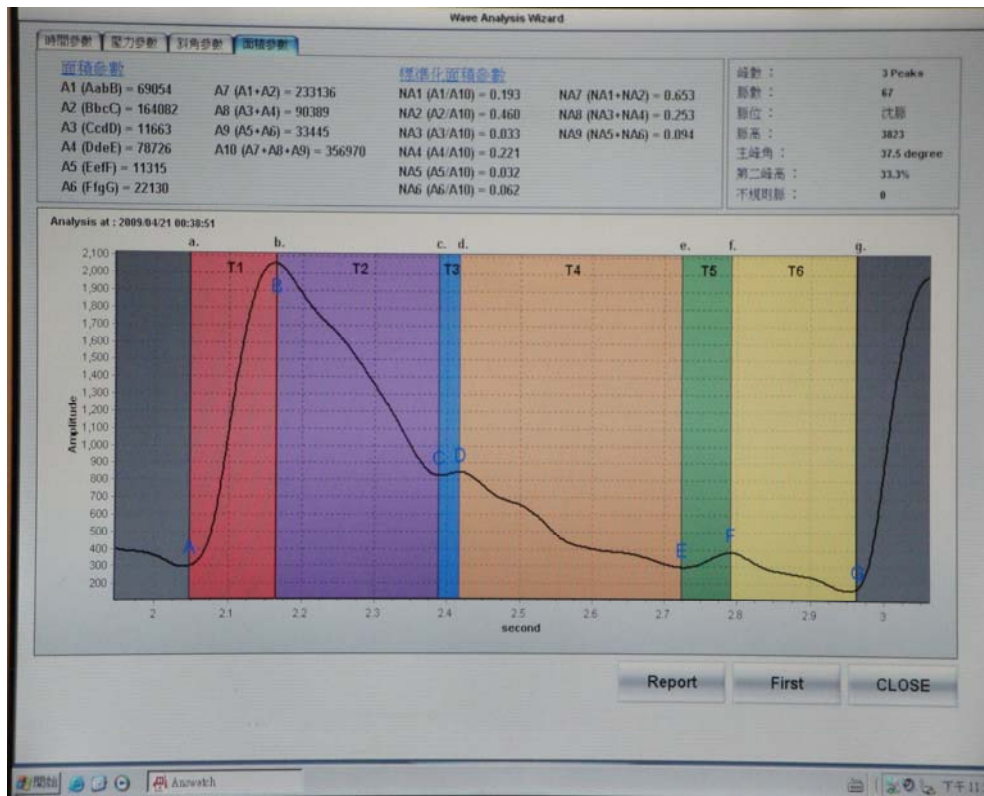 Wave Analysis Wizard
時間參數 壓力參數 斜角參數 面積參數
面積參數
A1 (AabB) = 69054
A2 (BbcC) = 164082
A3 (CcdD) = 11663
A4 (DdeE) = 78726
A5 (EefF) = 11315
A6 (FfgG) = 22130
A7 (A1+A2) = 233136
A8 (A3+A4) = 90389
A9 (A5+A6) = 33445
A10 (A7+A8+A9) = 356970
標準化面積參數
NA1 (A1/A10) = 0.193
NA2 (A2/A10) = 0.460
NA3 (A3/A10) = 0.033
NA4 (A4/A10) = 0.221
NA5 (A5/A10) = 0.032
NA6 (A6/A10) = 0.062
NA7 (NA1+NA2) = 0.653
NA8 (NA3+NA4) = 0.253
NA9 (NA5+NA6) = 0.094
峰數： 3 Peaks
脈數： 67
脈位： 沈脈
脈高： 3823
主峰角： 37.5 degree
第二峰高： 33.3%
不規則脈： 0
Analysis at : 2009/04/21 00:38:51
a. b. c. d. e. f. g.
T1 T2 T3 T4 T5 T6
2,100
2,000
1,900
1,800
1,700
1,600
1,500
1,400
1,300
1,200
1,100
1,000
900
800
700
600
500
400
300
200
Amplitude
A B C D E F G
2 2.1 2.2 2.3 2.4 2.5 2.6 2.7 2.8 2.9 3
second
Report First CLOSE
開始 Answatch 下午 11